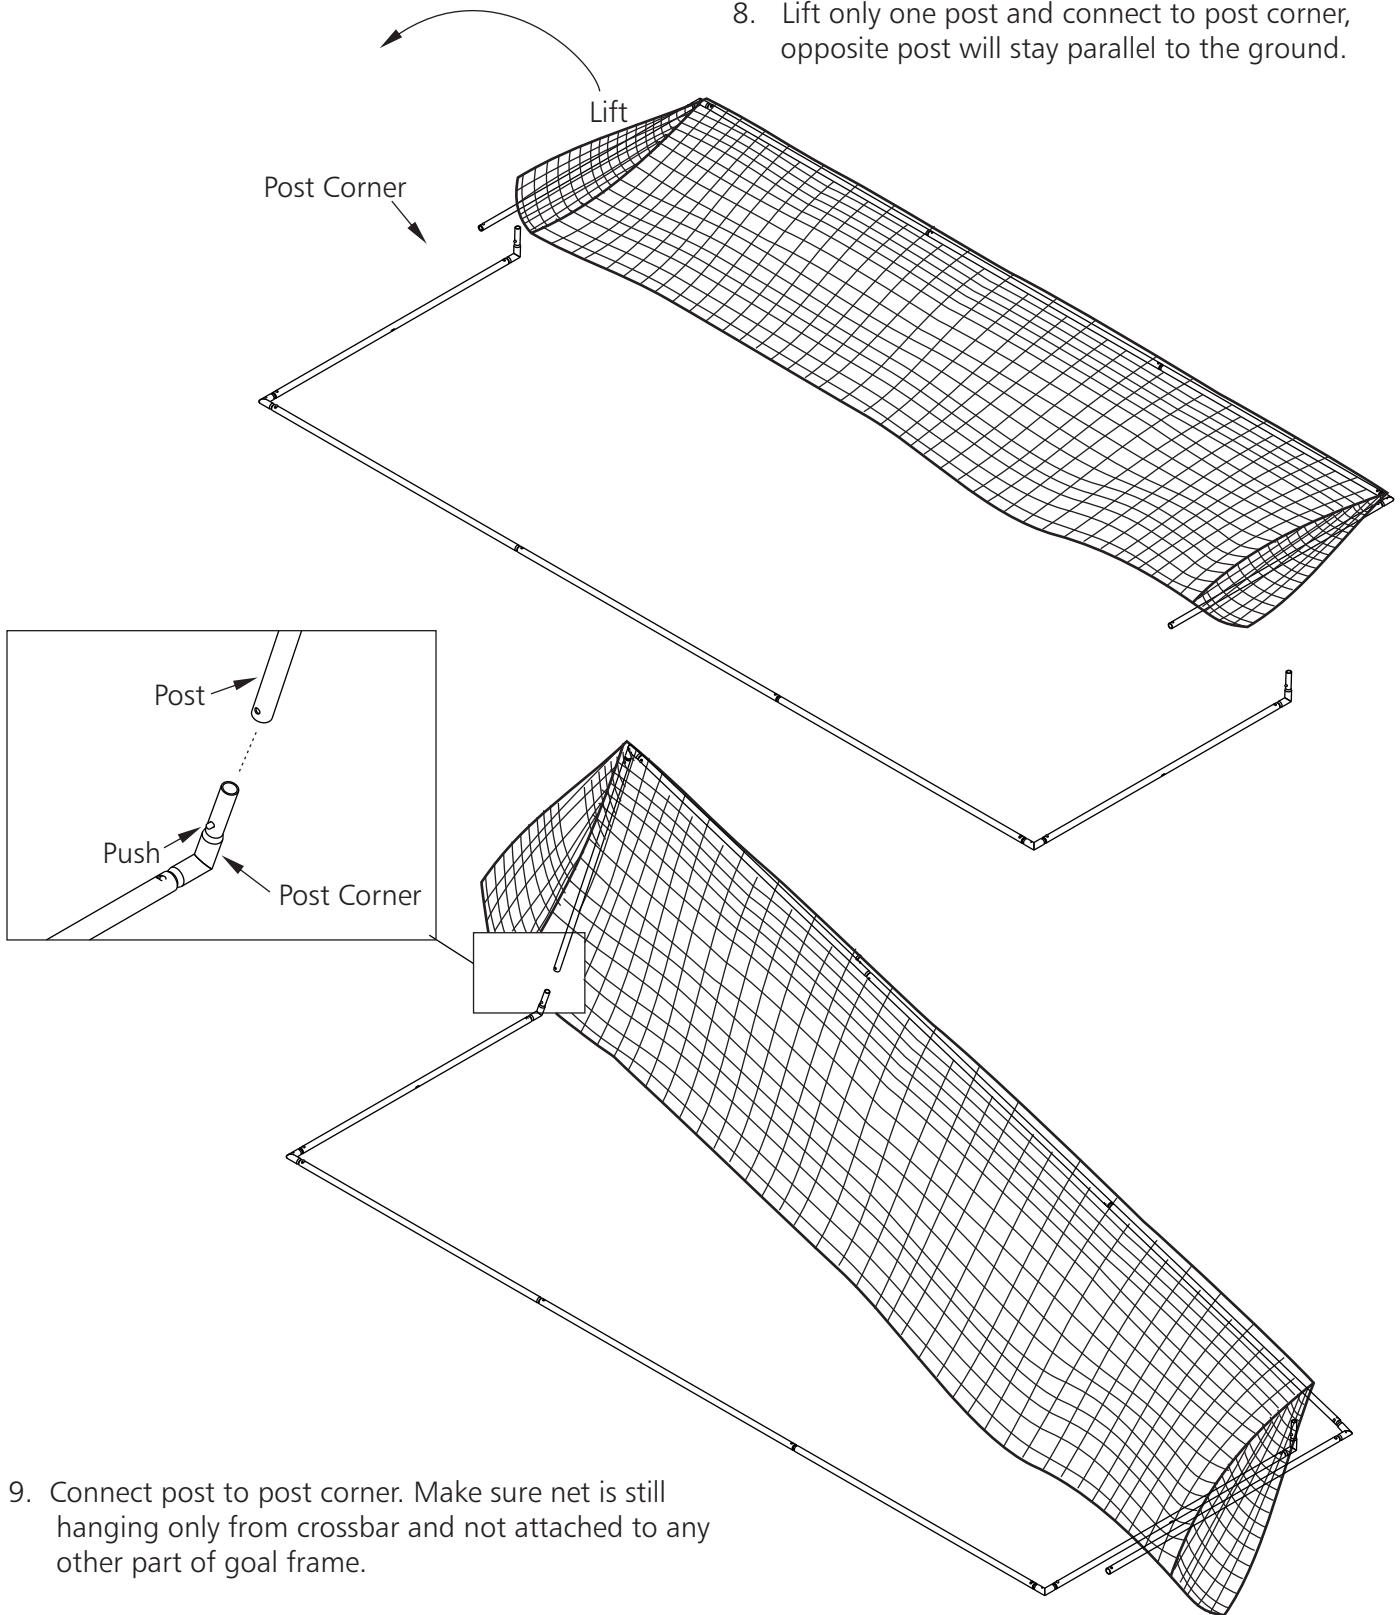 8. Lift only one post and connect to post corner,
opposite post will stay parallel to the ground.
Lift
Post Corner
Post
Push
Post Corner
9. Connect post to post corner. Make sure net is still
hanging only from crossbar and not attached to any
other part of goal frame.